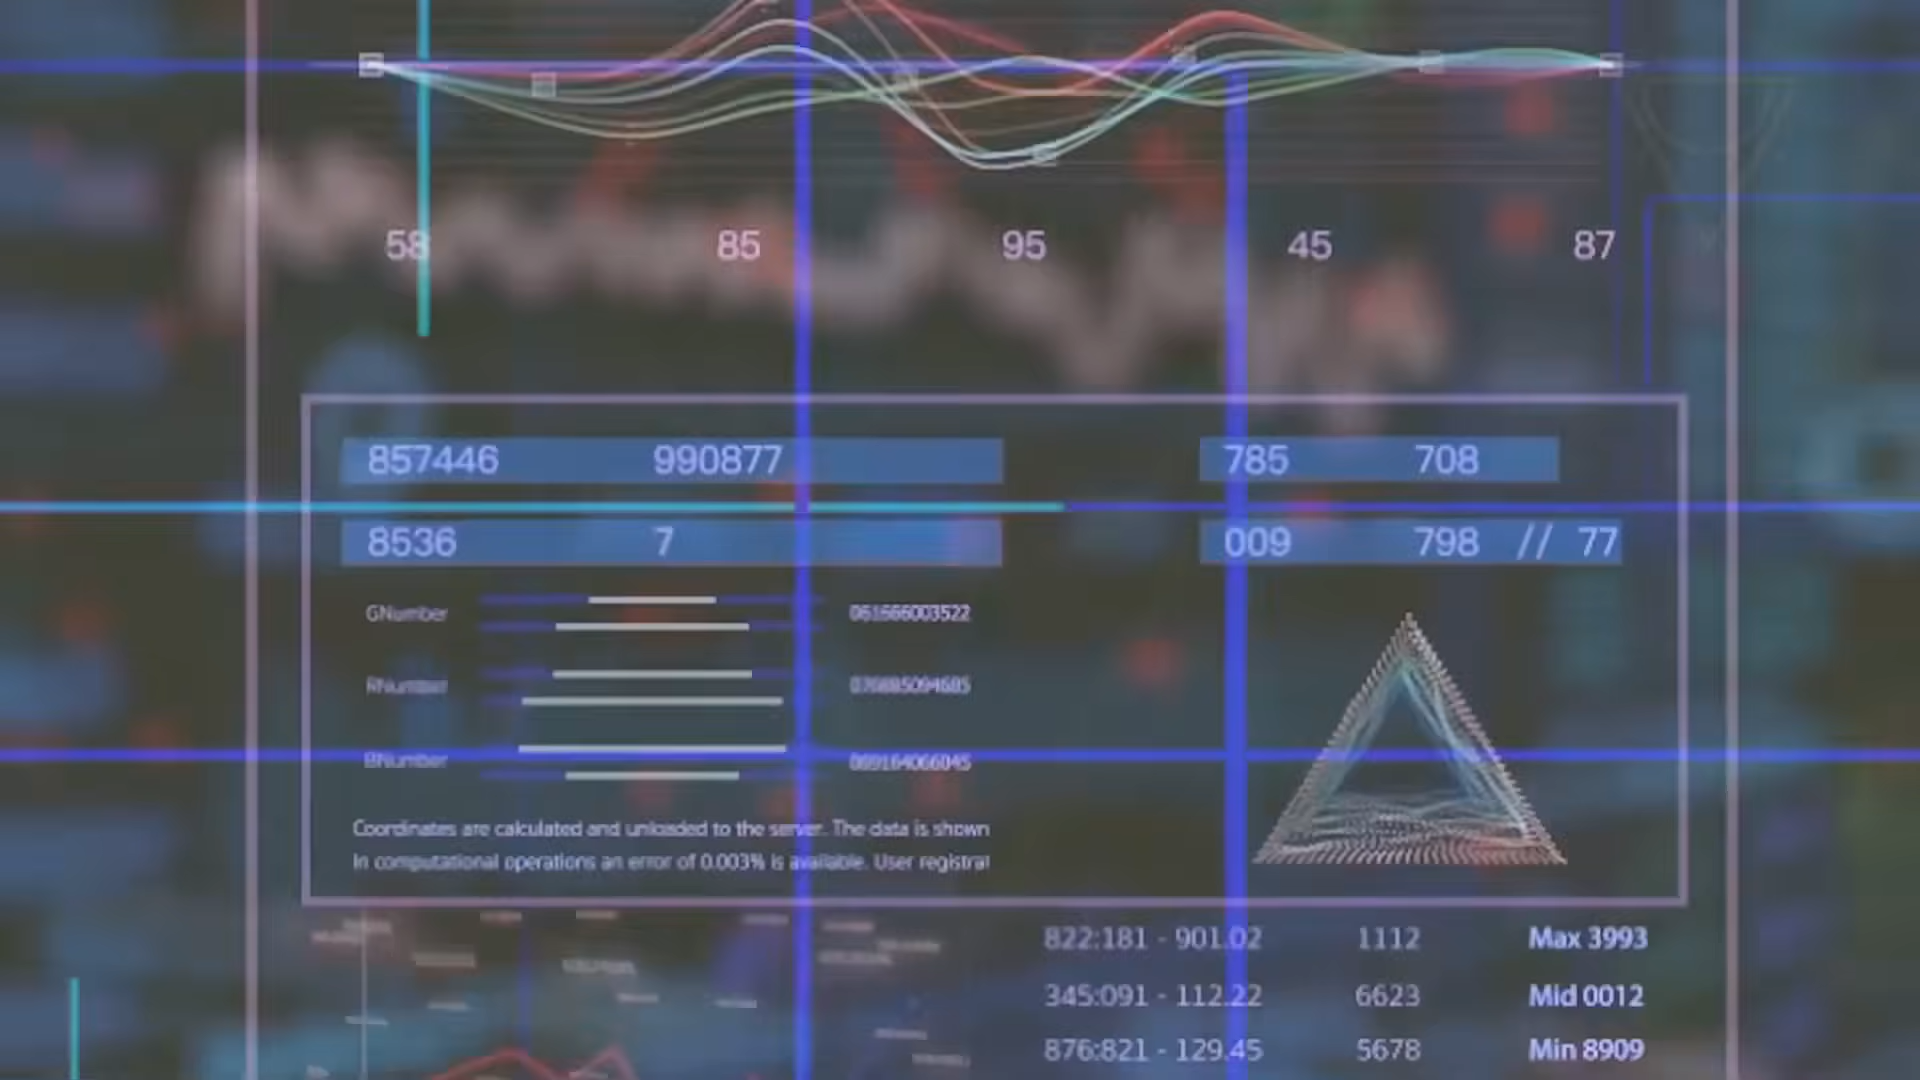 58 85 95 45 87
857446 990877 785 708
8536 7 009 798 // 77
GNumber
RNumber
BNumber
Coordinates are calculated and unloaded to the server. The data is shown
In computational operations an error of 0.003% is available. User
822:181 - 901.02 1112 Max 3993
345:091 - 112.22 6623 Mid 0012
876:821 - 129.45 5678 Min 8909